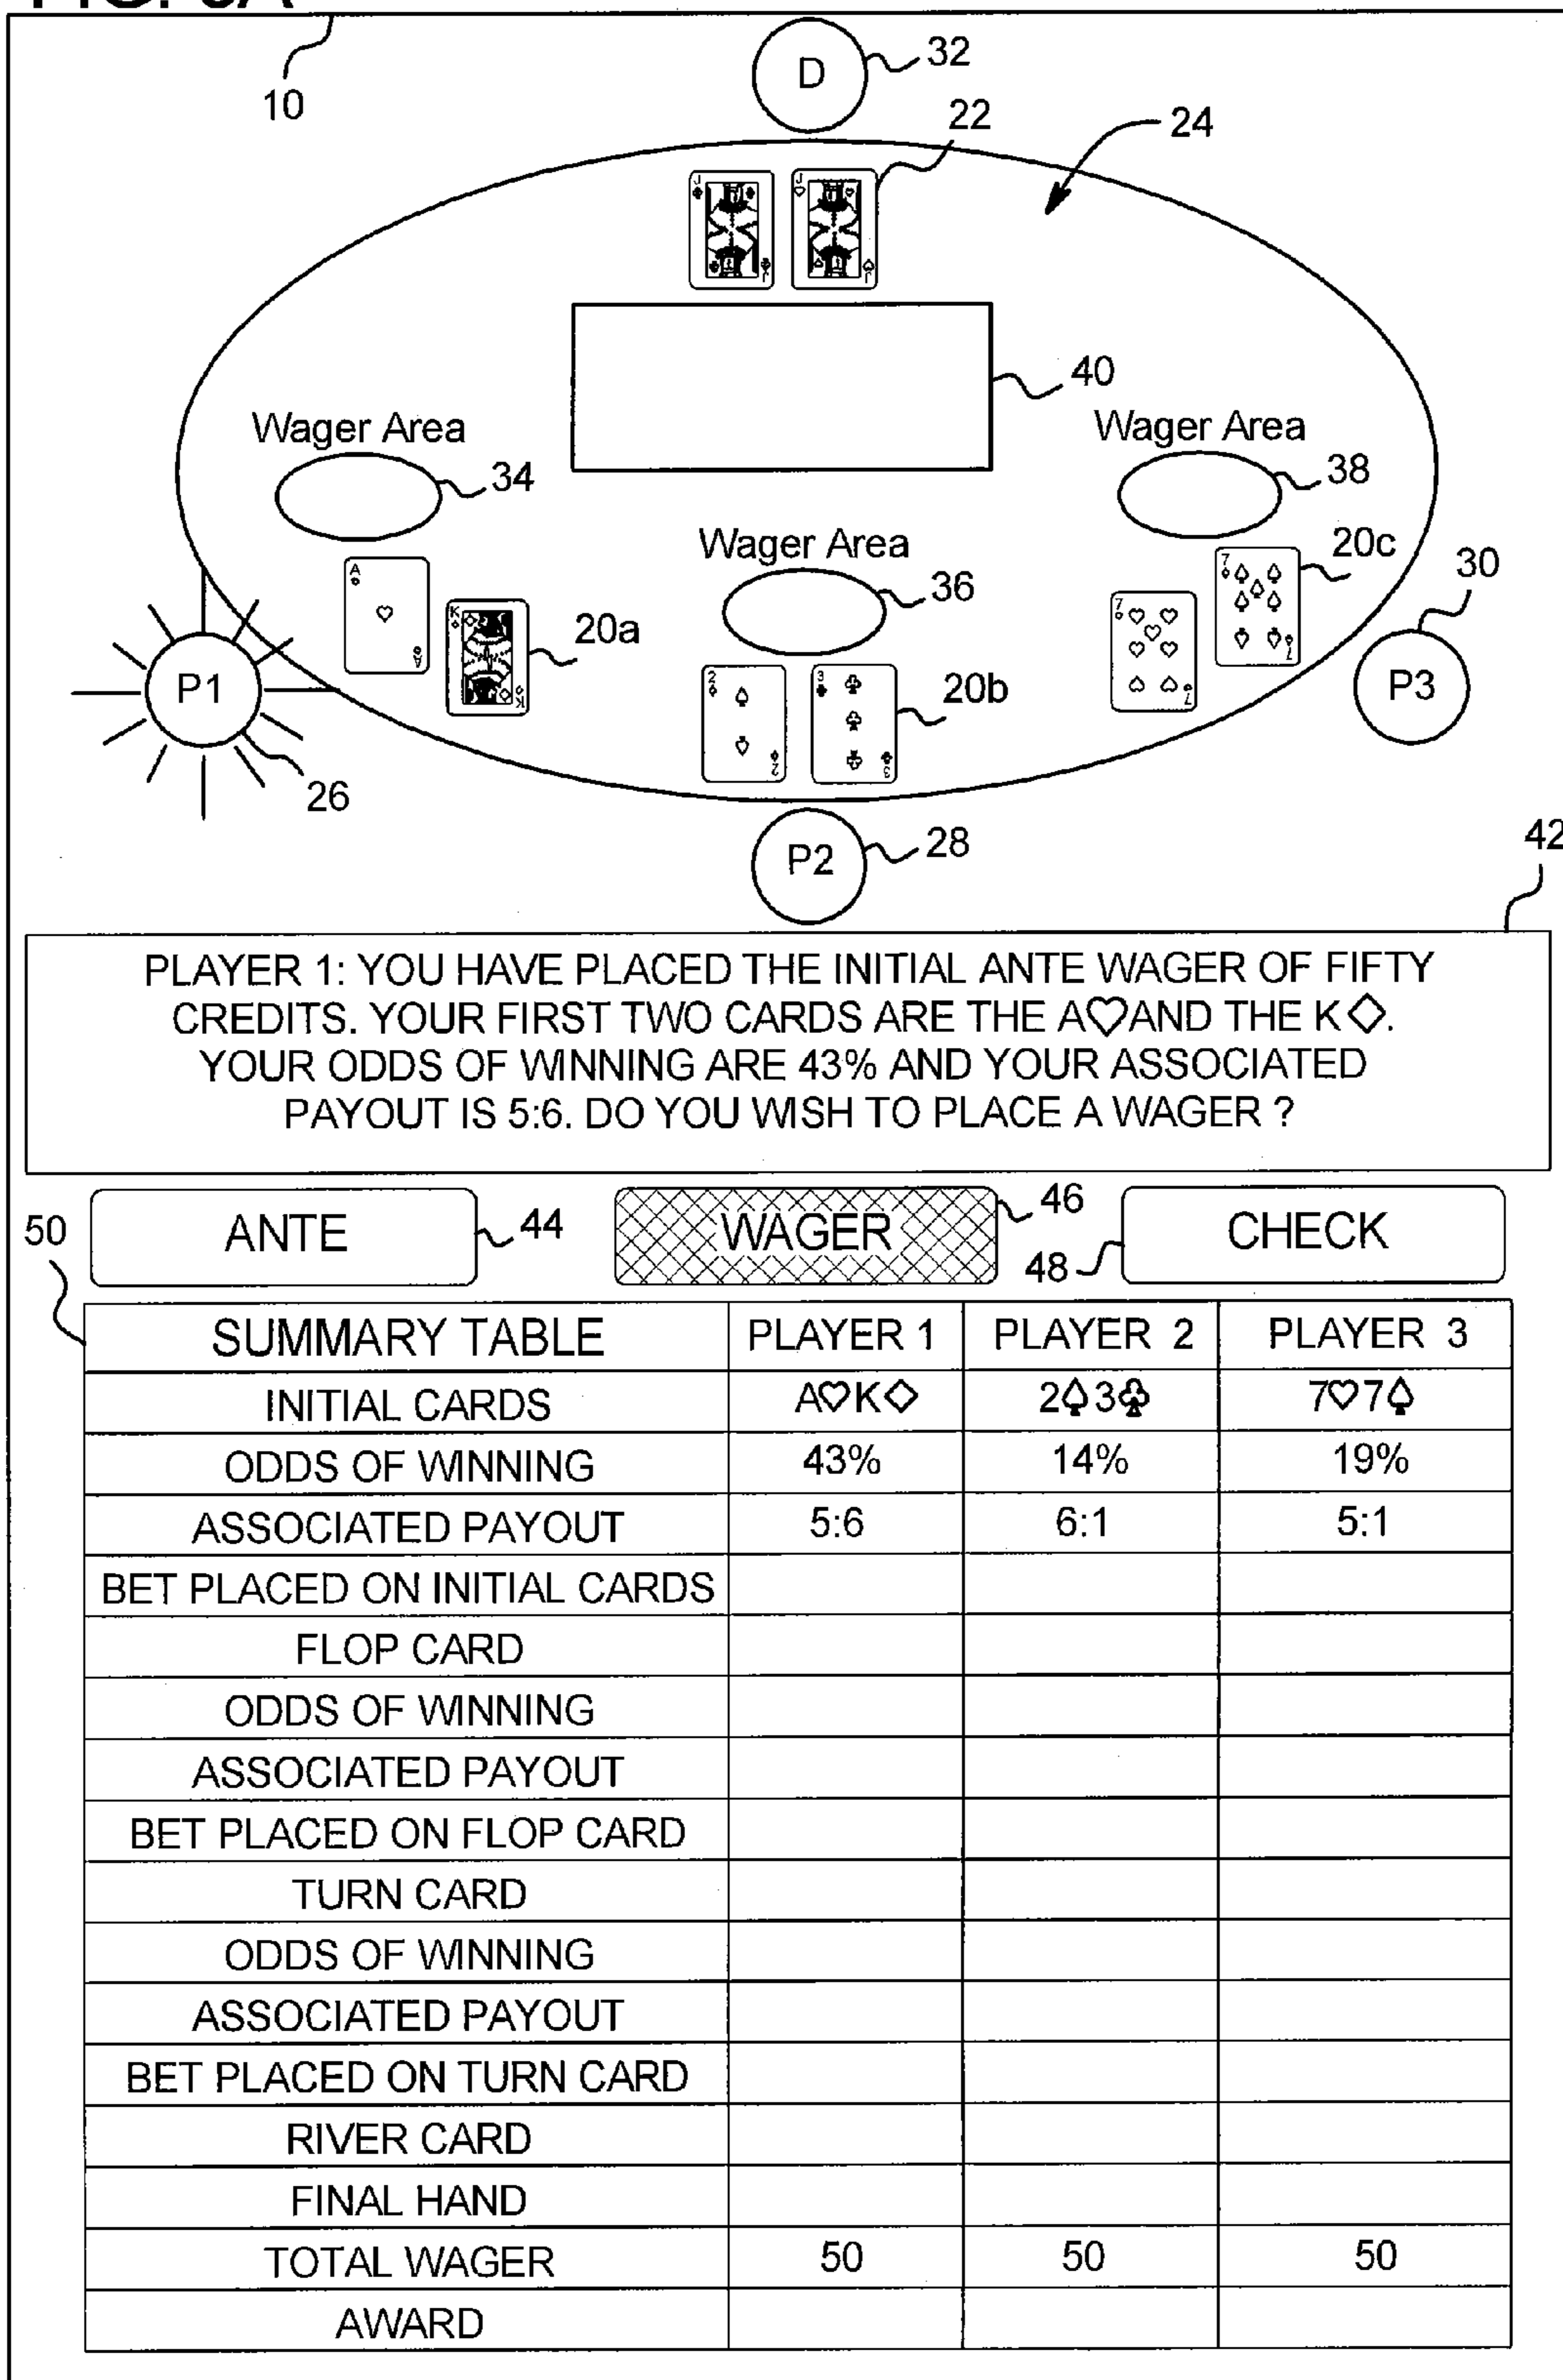 D
32
10
22
24
40
Wager Area
34
Wager Area
38
Wager Area
36
20a
20b
20c
30
P1
26
P3
P2
28
42
PLAYER 1: YOU HAVE PLACED THE INITIAL ANTE WAGER OF FIFTY
CREDITS. YOUR FIRST TWO CARDS ARE THE A♡AND THE K◇.
YOUR ODDS OF WINNING ARE 43% AND YOUR ASSOCIATED
PAYOUT IS 5:6. DO YOU WISH TO PLACE A WAGER ?
50
ANTE
44
WAGER
46
48
CHECK
SUMMARY TABLE PLAYER 1 PLAYER 2 PLAYER 3
INITIAL CARDS A♡K◇ 2♤3♧ 7♡7♤
ODDS OF WINNING 43% 14% 19%
ASSOCIATED PAYOUT 5:6 6:1 5:1
BET PLACED ON INITIAL CARDS
FLOP CARD
ODDS OF WINNING
ASSOCIATED PAYOUT
BET PLACED ON FLOP CARD
TURN CARD
ODDS OF WINNING
ASSOCIATED PAYOUT
BET PLACED ON TURN CARD
RIVER CARD
FINAL HAND
TOTAL WAGER 50 50 50
AWARD